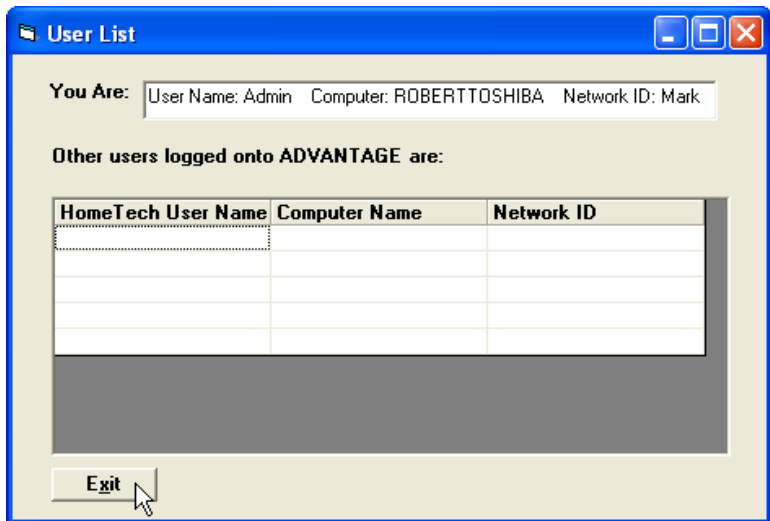 User List
You Are: User Name: Admin Computer: ROBERTTOSHIBA Network ID: Mark
Other users logged onto ADVANTAGE are:
HomeTech User Name Computer Name Network ID
Exit